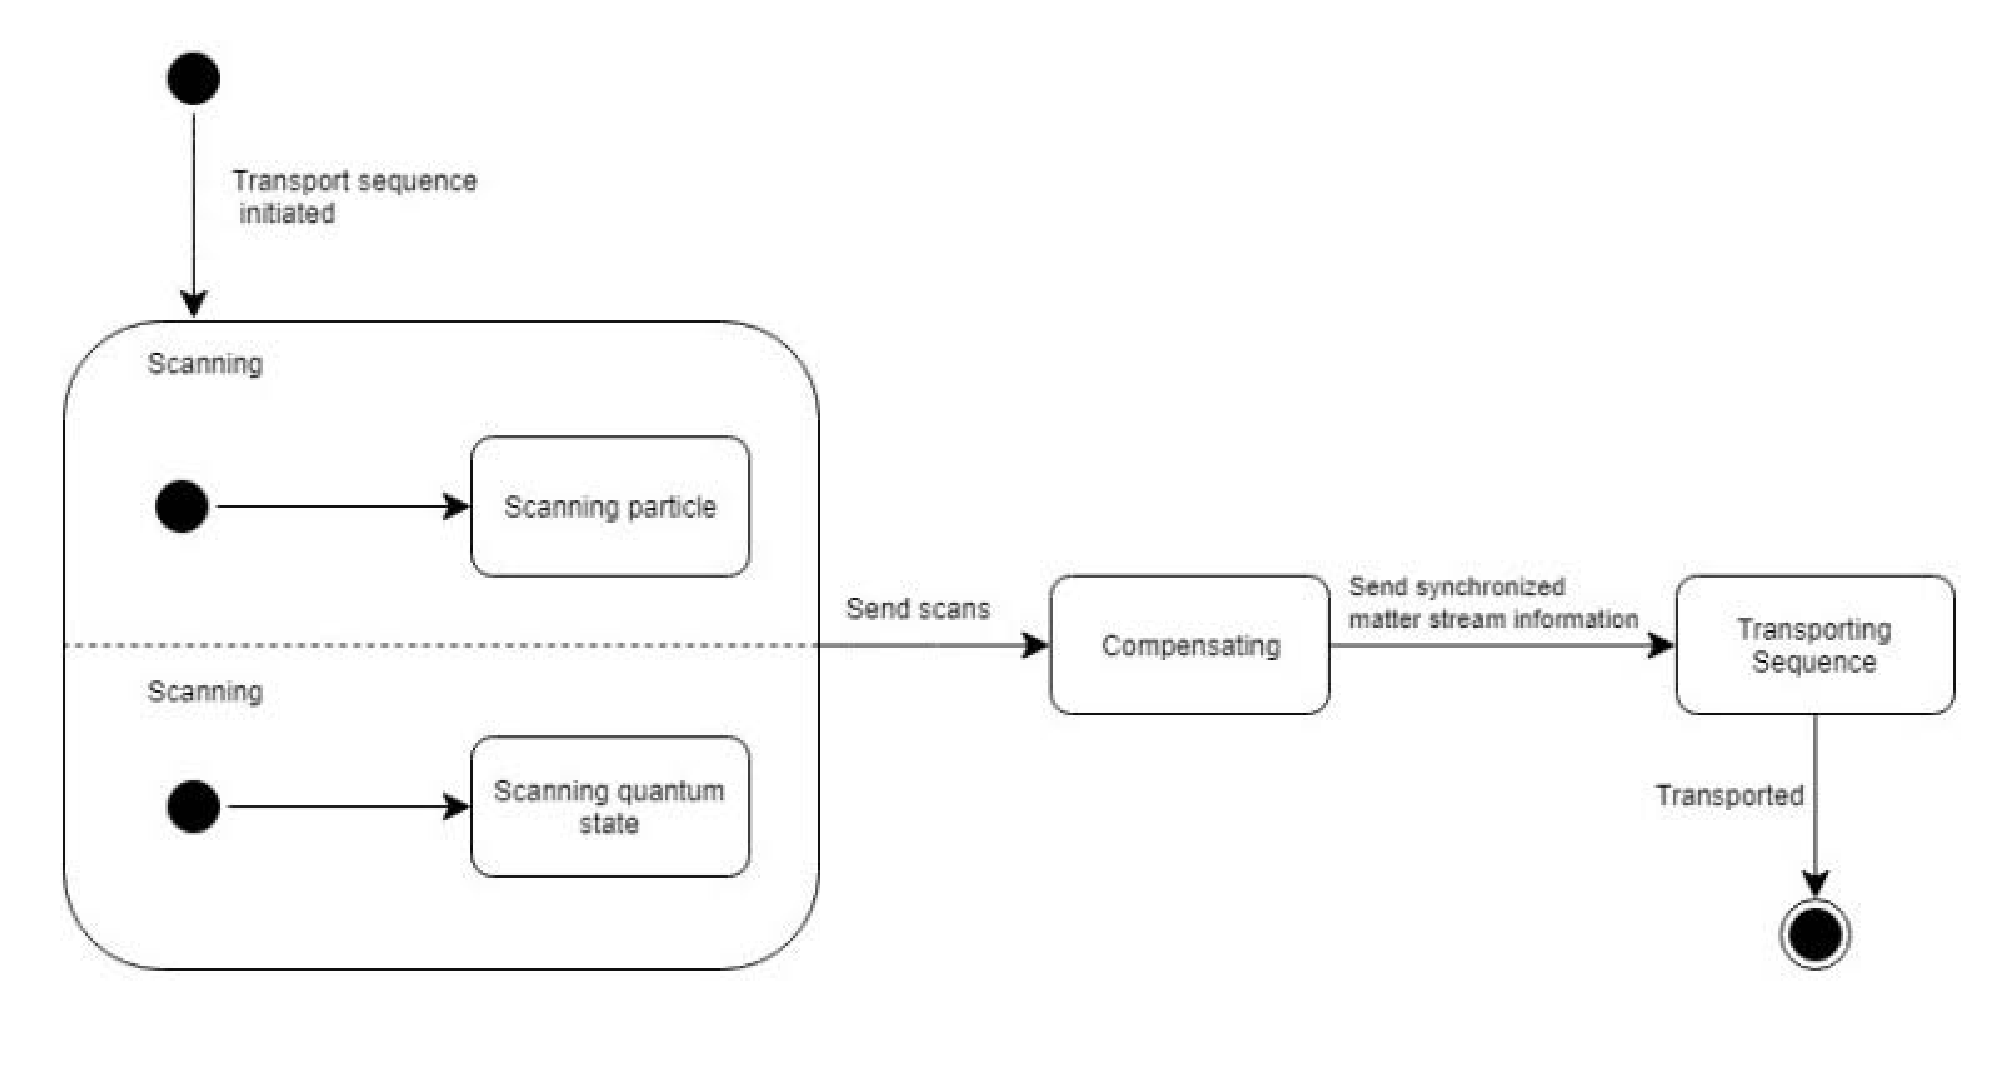 Transport sequence
initiated
Scanning
Scanning particle
Send scans
Send synchronized
matter stream information
Compensating
Transporting
Sequence
Scanning
Scanning quantum
state
Transported